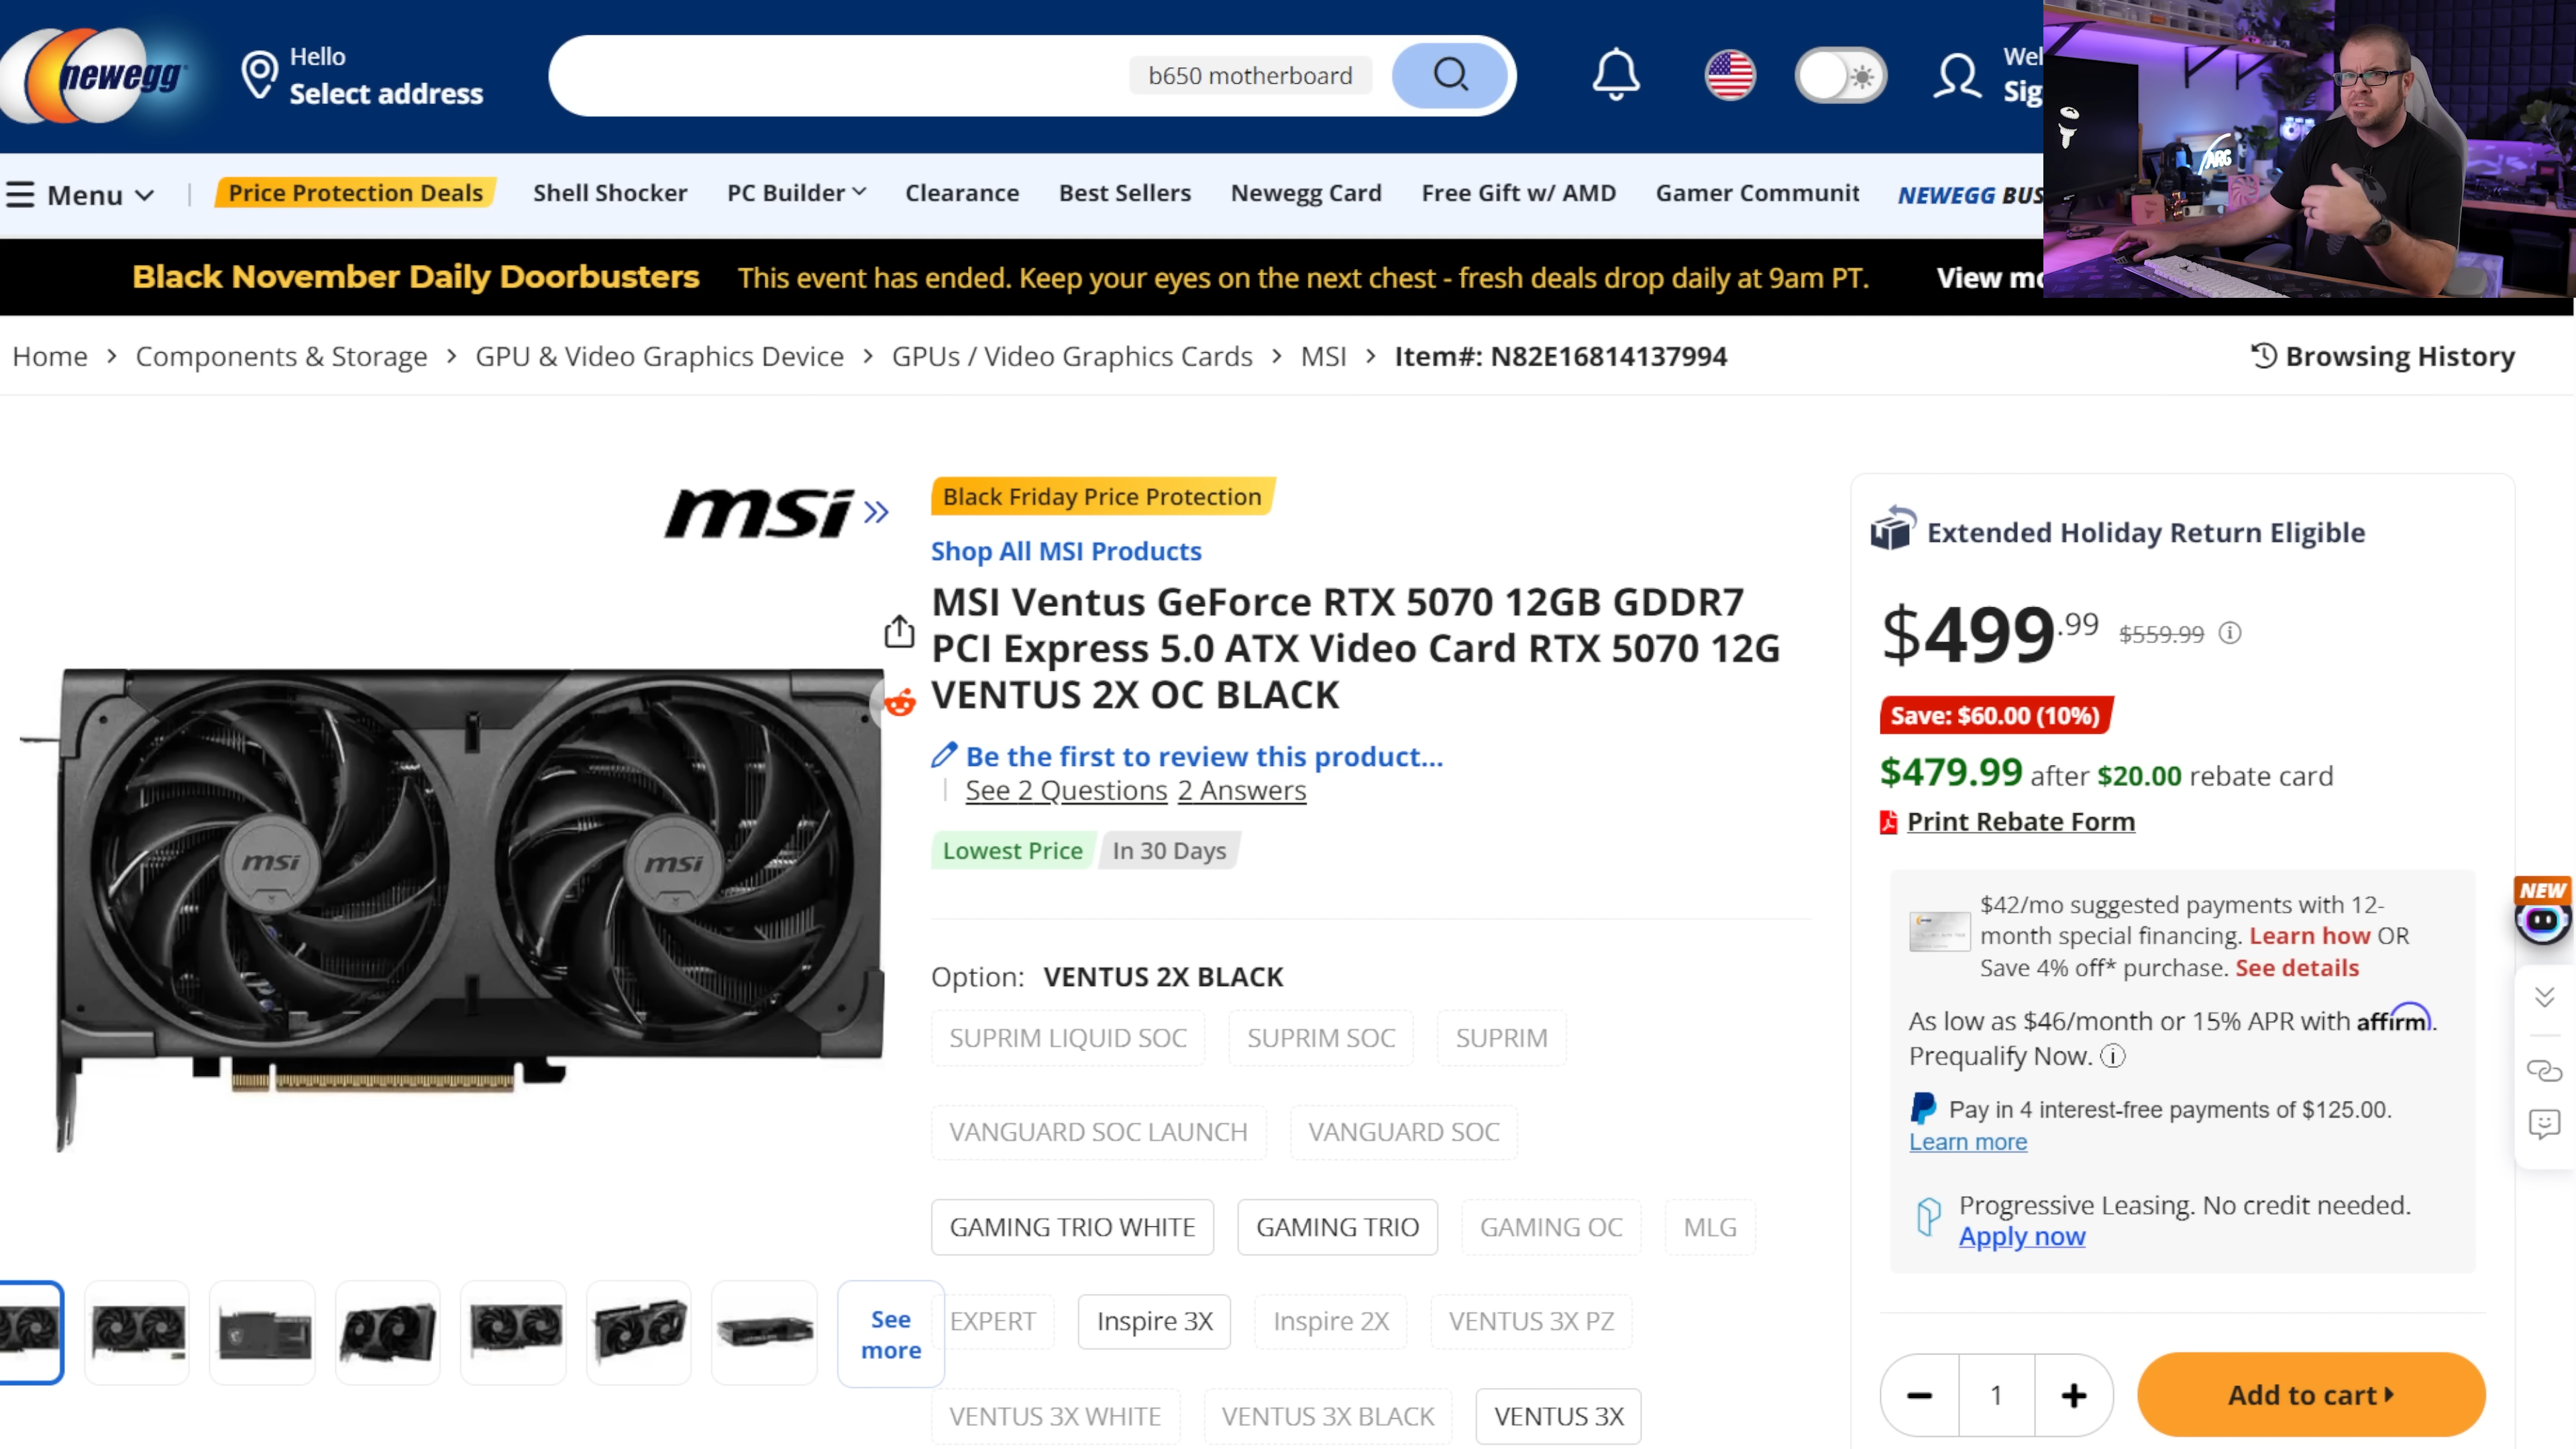 newegg
Hello
Select address
b650 motherboard
Wel
Sig
ARG
Menu
Price Protection Deals
Shell Shocker
PC Builder
Clearance
Best Sellers
Newegg Card
Free Gift w/ AMD
Gamer Communit
NEWEGG BUS
Black November Daily Doorbusters
This event has ended. Keep your eyes on the next chest - fresh deals drop daily at 9am PT.
View mo
Home > Components & Storage > GPU & Video Graphics Device > GPUs / Video Graphics Cards > MSI > Item#: N82E16814137994
Browsing History
msi
Black Friday Price Protection
Shop All MSI Products
MSI Ventus GeForce RTX 5070 12GB GDDR7
PCI Express 5.0 ATX Video Card RTX 5070 12G
VENTUS 2X OC BLACK
Be the first to review this product...
See 2 Questions 2 Answers
Lowest Price In 30 Days
msi
msi
Option: VENTUS 2X BLACK
SUPRIM LIQUID SOC
SUPRIM SOC
SUPRIM
VANGUARD SOC LAUNCH
VANGUARD SOC
GAMING TRIO WHITE
GAMING TRIO
GAMING OC
MLG
EXPERT
Inspire 3X
Inspire 2X
VENTUS 3X PZ
VENTUS 3X WHITE
VENTUS 3X BLACK
VENTUS 3X
See
more
Extended Holiday Return Eligible
$499.99 $559.99
Save: $60.00 (10%)
$479.99 after $20.00 rebate card
Print Rebate Form
$42/mo suggested payments with 12-
month special financing. Learn how OR
Save 4% off* purchase. See details
As low as $46/month or 15% APR with affirm.
Prequalify Now.
Pay in 4 interest-free payments of $125.00.
Learn more
Progressive Leasing. No credit needed.
Apply now
1
Add to cart
NEW